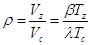 ρ = V_z / V_c = βT_z / λT_c